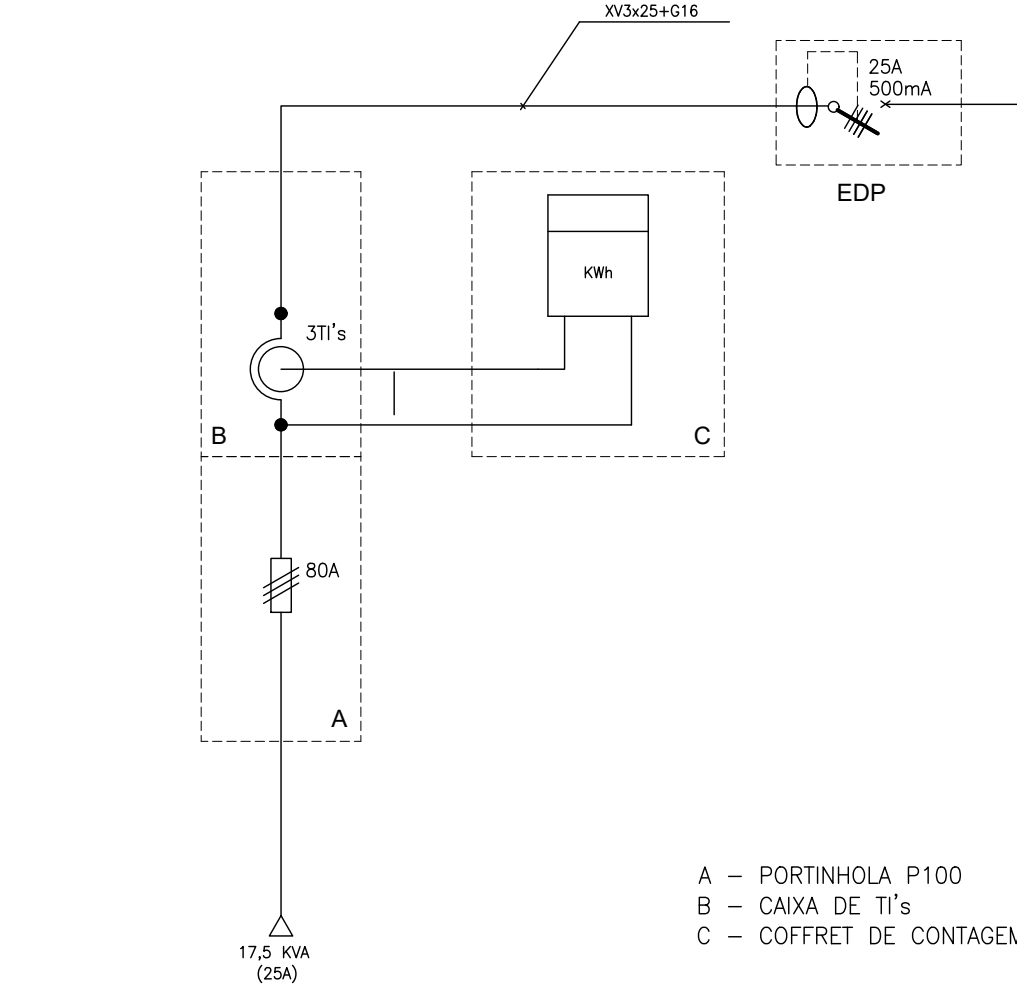 XV3x25+G16
25A
500mA
EDP
KWh
3TI's
B
C
80A
A
A – PORTINHOLA P100
B – CAIXA DE TI's
C – COFFRET DE CONTAGEM
17,5 KVA
(25A)